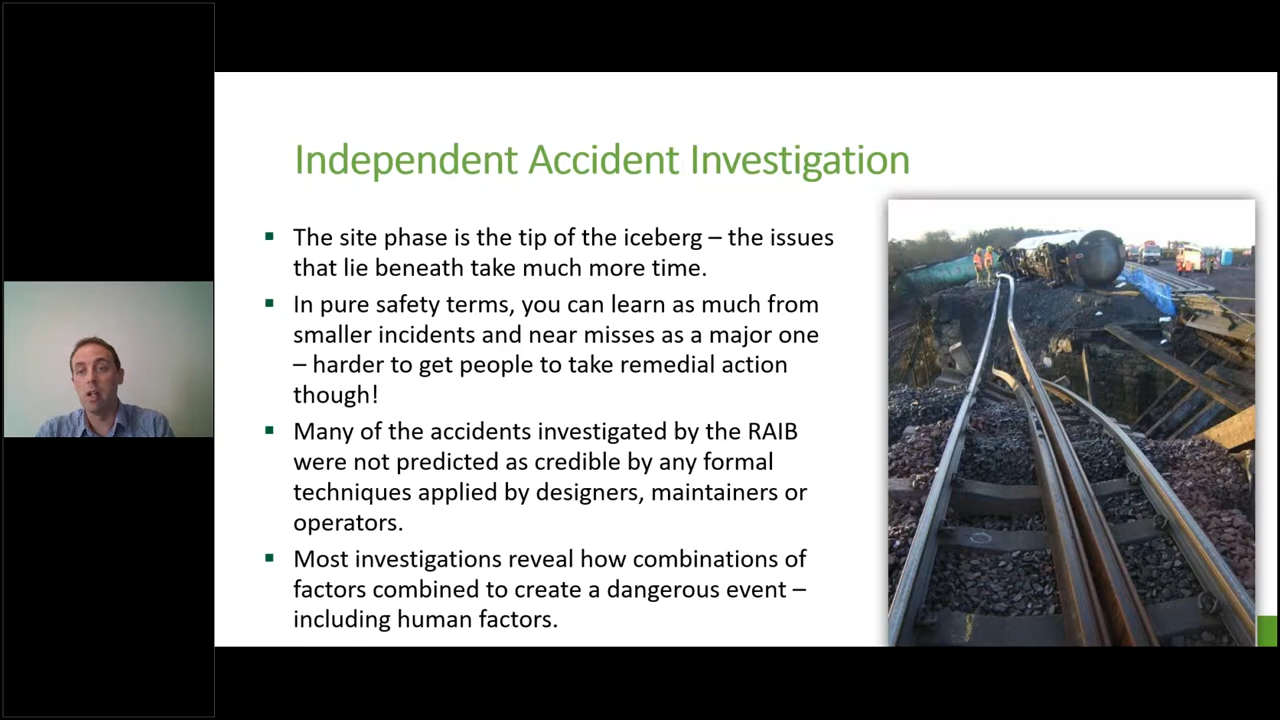 Independent Accident Investigation
▪ The site phase is the tip of the iceberg – the issues
that lie beneath take much more time.
▪ In pure safety terms, you can learn as much from
smaller incidents and near misses as a major one
– harder to get people to take remedial action
though!
▪ Many of the accidents investigated by the RAIB
were not predicted as credible by any formal
techniques applied by designers, maintainers or
operators.
▪ Most investigations reveal how combinations of
factors combined to create a dangerous event –
including human factors.